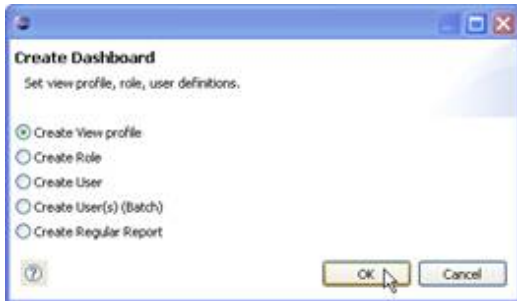 Create Dashboard
Set view profile, role, user definitions.
Create View profile
Create Role
Create User
Create User(s) (Batch)
Create Regular Report
?
OK
Cancel